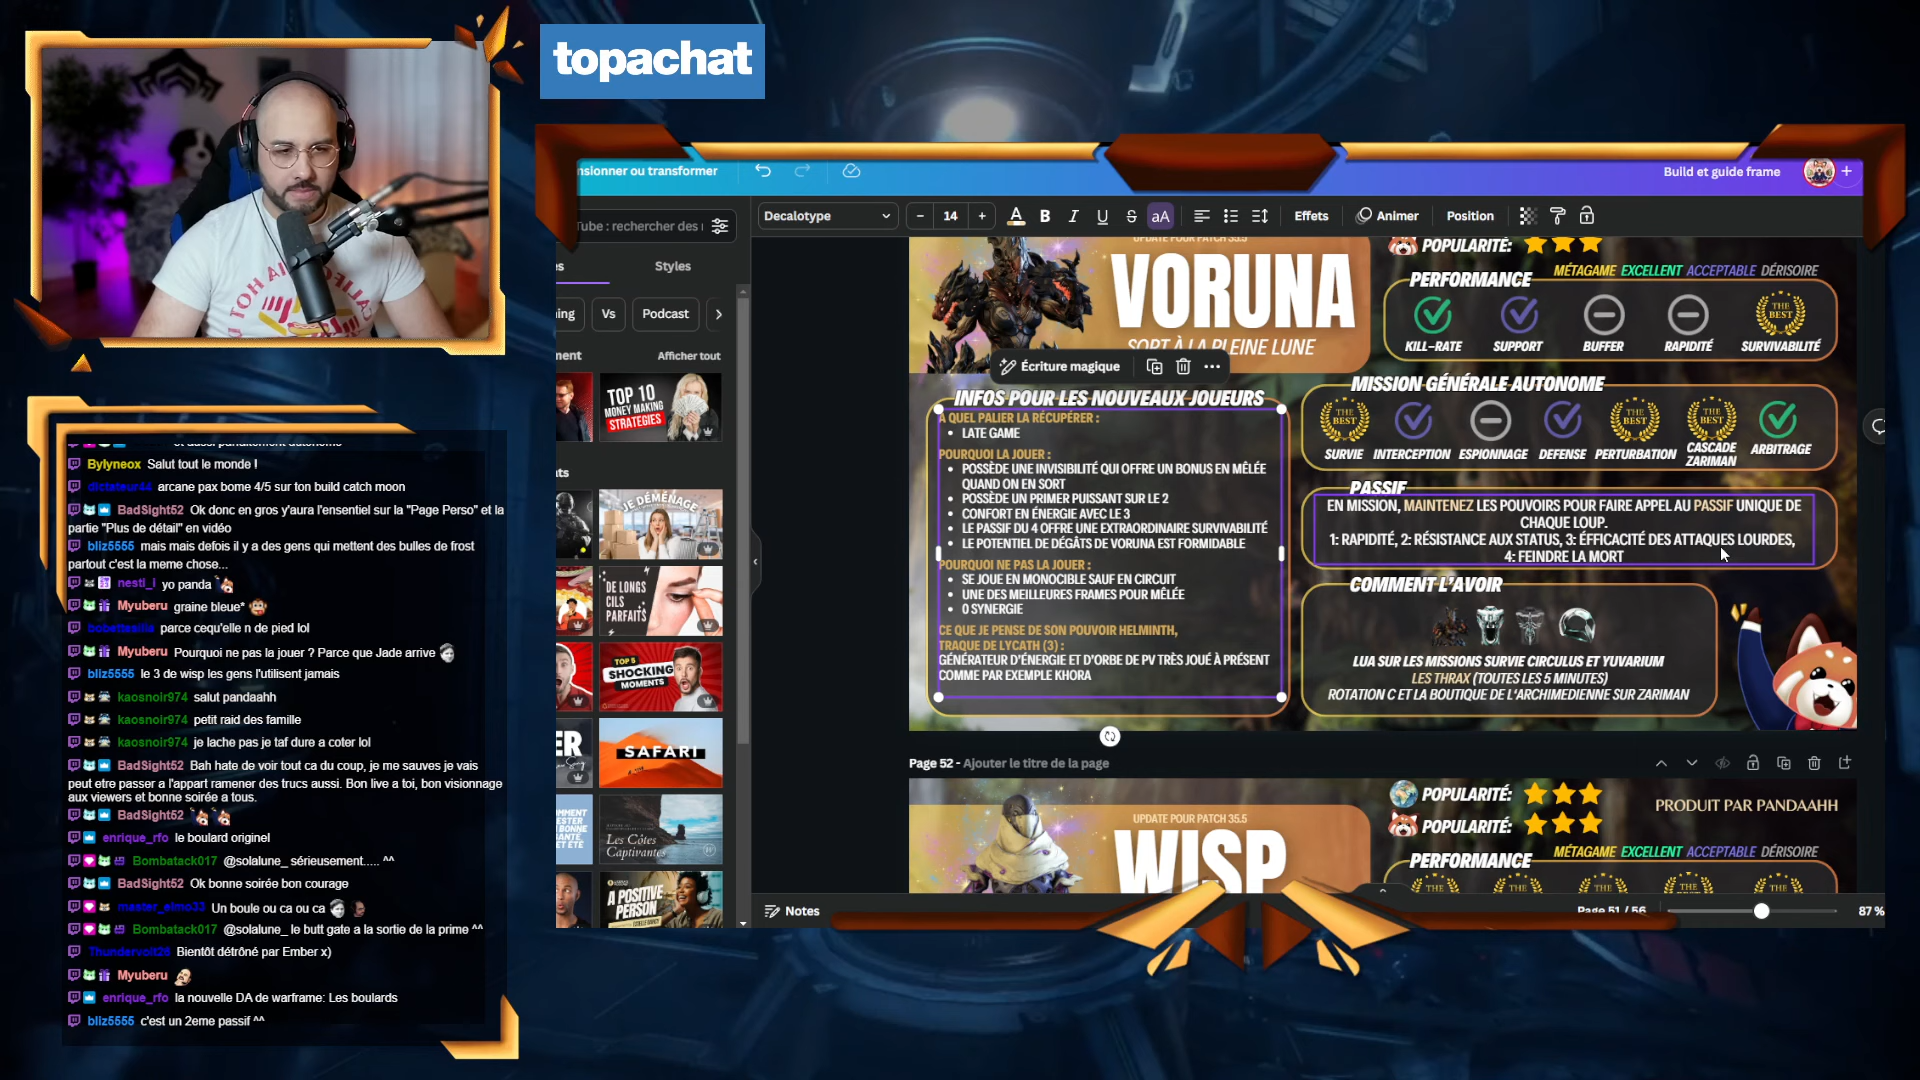 topachat
nsionner ou transformer
Build et guide frame
Decalotype
− 14 +
A B I U S aA
Effets
Animer
Position
Tube : rechercher des
Styles
Vs
Podcast
Afficher tout
TOP 10
MONEY MAKING
STRATEGIES
JE DÉMÉNAGE
DE LONGS
CILS
PARFAITS
TOP 5
SHOCKING
MOMENTS
SAFARI
Les Côtes
Captivantes
A POSITIVE
PERSON
UPDATE POUR PATCH 35.5
VORUNA
SORT À LA PLEINE LUNE
Écriture magique
INFOS POUR LES NOUVEAUX JOUEURS
À QUEL PALIER LA RÉCUPÉRER :
• LATE GAME
POURQUOI LA JOUER :
• POSSÈDE UNE INVISIBILITÉ QUI OFFRE UN BONUS EN MÊLÉE
QUAND ON EN SORT
• POSSÈDE UN PRIMER PUISSANT SUR LE 2
• CONFORT EN ÉNERGIE AVEC LE 3
• LE PASSIF DU 4 OFFRE UNE EXTRAORDINAIRE SURVIVABILITÉ
• LE POTENTIEL DE DÉGÂTS DE VORUNA EST FORMIDABLE
POURQUOI NE PAS LA JOUER :
• SE JOUE EN MONOCIBLE SAUF EN CIRCUIT
• UNE DES MEILLEURES FRAMES POUR MÊLÉE
• 0 SYNERGIE
CE QUE JE PENSE DE SON POUVOIR HELMINTH,
TRAQUE DE LYCATH (3) :
GÉNÉRATEUR D'ÉNERGIE ET D'ORBE DE PV TRÈS JOUÉ À PRÉSENT
COMME PAR EXEMPLE KHORA
POPULARITÉ:
PERFORMANCE
MÉTAGAME EXCELLENT ACCEPTABLE DÉRISOIRE
KILL-RATE
SUPPORT
BUFFER
RAPIDITÉ
THE
BEST
SURVIVABILITÉ
MISSION GÉNÉRALE AUTONOME
THE
BEST
SURVIE
INTERCEPTION
ESPIONNAGE
DEFENSE
THE
BEST
PERTURBATION
THE
BEST
CASCADE
ZARIMAN
ARBITRAGE
PASSIF
EN MISSION, MAINTENEZ LES POUVOIRS POUR FAIRE APPEL AU PASSIF UNIQUE DE
CHAQUE LOUP.
1: RAPIDITÉ, 2: RÉSISTANCE AUX STATUS, 3: ÉFFICACITÉ DES ATTAQUES LOURDES,
4: FEINDRE LA MORT
COMMENT L'AVOIR
LUA SUR LES MISSIONS SURVIE CIRCULUS ET YUVARIUM
LES THRAX (TOUTES LES 5 MINUTES)
ROTATION C ET LA BOUTIQUE DE L'ARCHIMEDIENNE SUR ZARIMAN
Page 52 - Ajouter le titre de la page
UPDATE POUR PATCH 35.5
WISP
POPULARITÉ:
POPULARITÉ:
PRODUIT PAR PANDAAHH
PERFORMANCE
MÉTAGAME EXCELLENT ACCEPTABLE DÉRISOIRE
Notes
Page 51 / 56
87 %
Bylyneox Salut tout le monde !
dictateur44 arcane pax bome 4/5 sur ton build catch moon
BadSight52 Ok donc en gros y'aura l'ensentiel sur la "Page Perso" et la
partie "Plus de détail" en vidéo
bliz5555 mais mais defois il y a des gens qui mettent des bulles de frost
partout c'est la meme chose...
nesti_l yo panda
Myuberu graine bleue*
parce cequ'elle n de pied lol
Myuberu Pourquoi ne pas la jouer ? Parce que Jade arrive
bliz5555 le 3 de wisp les gens l'utilisent jamais
kaosnoir974 salut pandaahh
kaosnoir974 petit raid des famille
kaosnoir974 je lache pas je taf dure a coter lol
BadSight52 Bah hate de voir tout ca du coup, je me sauves je vais
peut etre passer a l'appart ramener des trucs aussi. Bon live a toi, bon visionnage
aux viewers et bonne soirée a tous.
BadSight52
enrique_rfo le boulard originel
Bombatack017 @solalune_ sérieusement..... ^^
BadSight52 Ok bonne soirée bon courage
master_elmo33 Un boule ou ca ou ca
Bombatack017 @solalune_ le butt gate a la sortie de la prime ^^
Thundervolt26 Bientôt détrôné par Ember x)
Myuberu
enrique_rfo la nouvelle DA de warframe: Les boulards
bliz5555 c'est un 2eme passif ^^